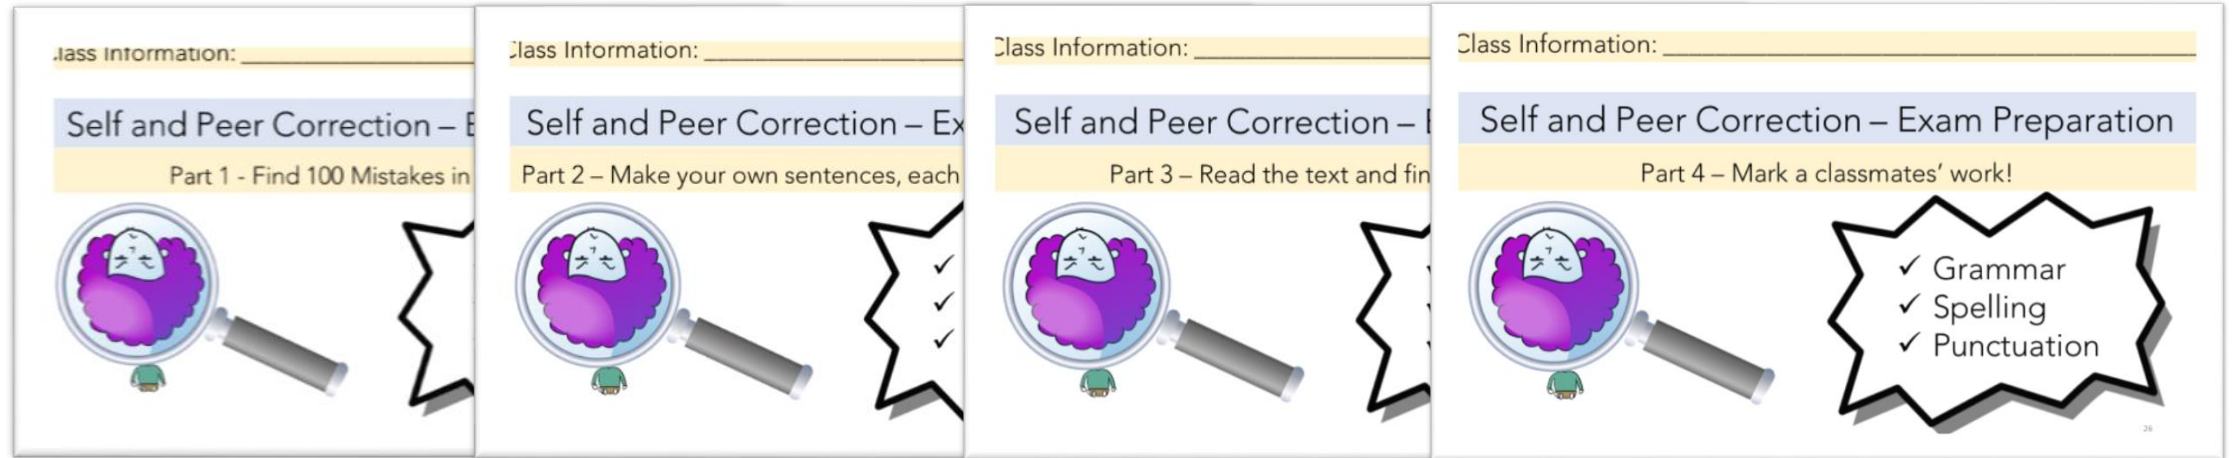 Class Information:
Self and Peer Correction – E
Part 1 - Find 100 Mistakes in
Class Information:
Self and Peer Correction – Ex
Part 2 – Make your own sentences, each
Class Information:
Self and Peer Correction –
Part 3 – Read the text and fin
Class Information:
Self and Peer Correction – Exam Preparation
Part 4 – Mark a classmates' work!
✓ Grammar
✓ Spelling
✓ Punctuation
26